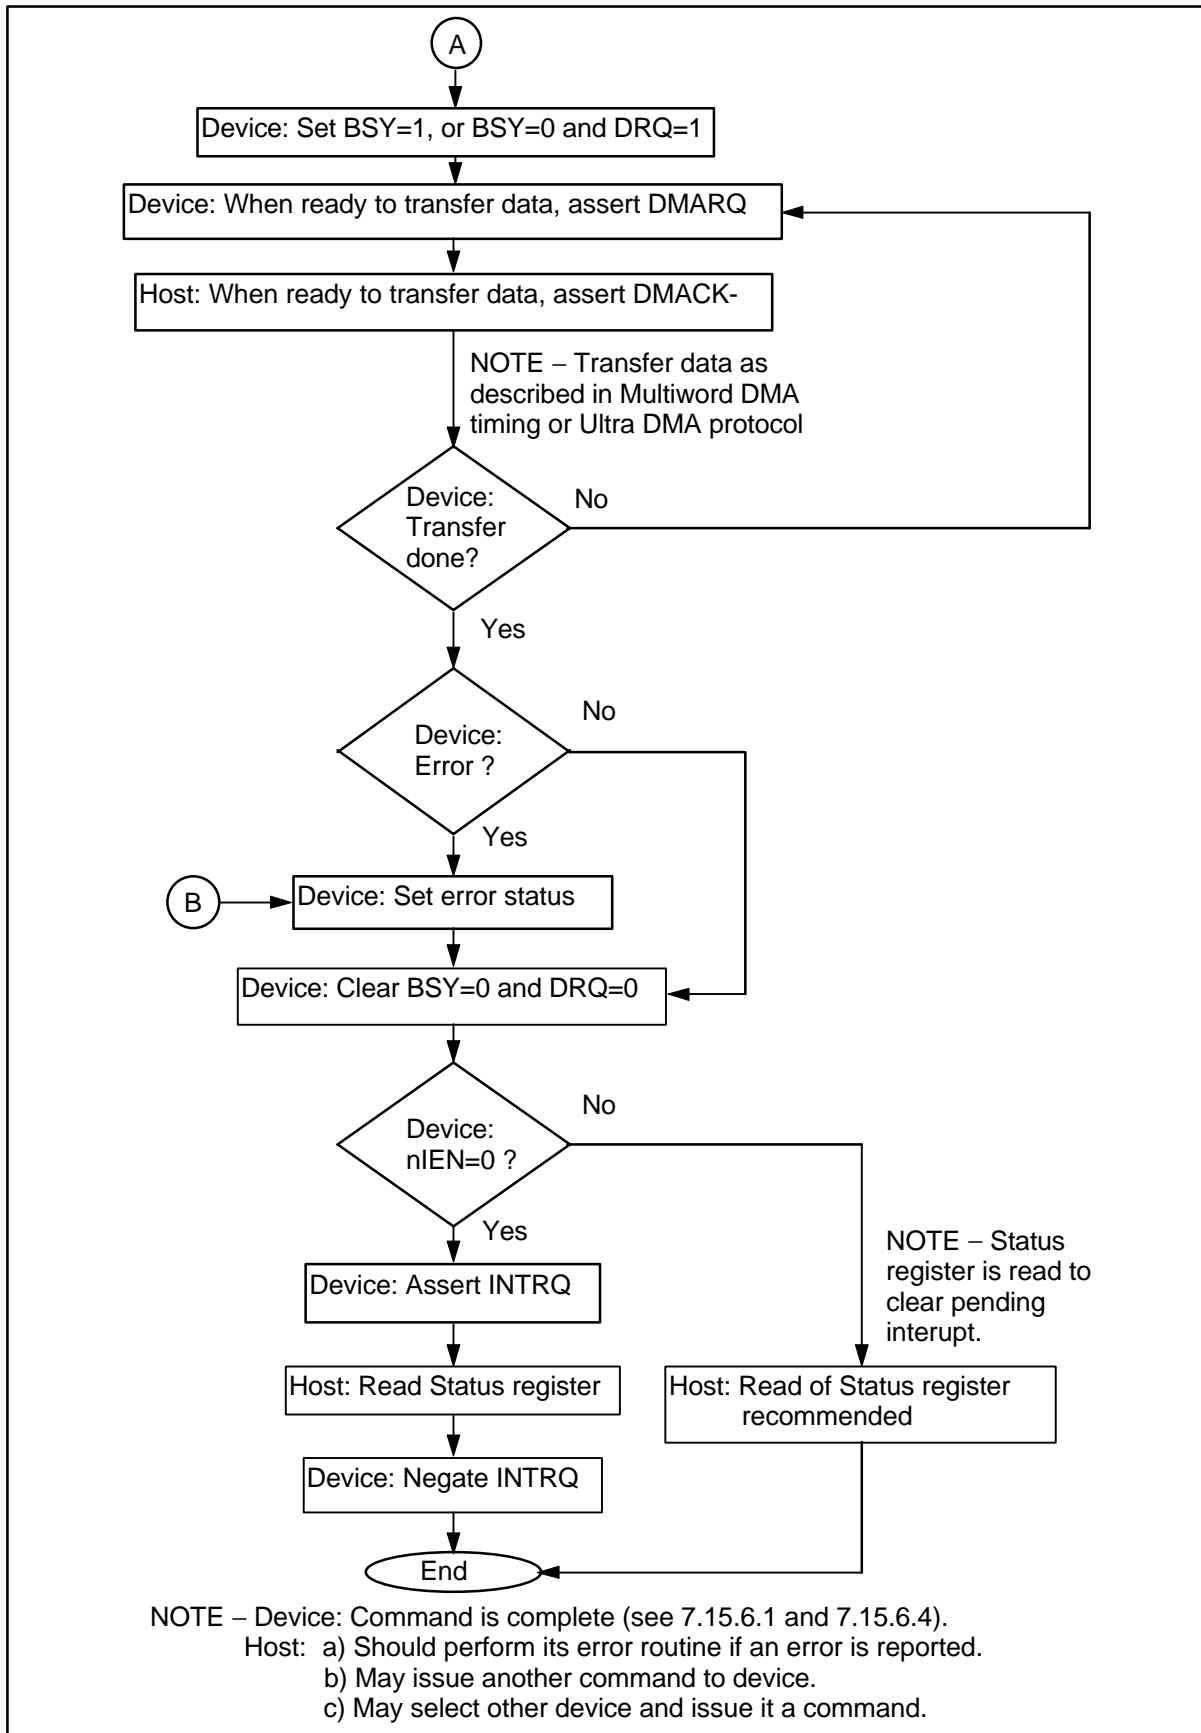 A
Device: Set BSY=1, or BSY=0 and DRQ=1
Device: When ready to transfer data, assert DMARQ
Host: When ready to transfer data, assert DMACK-
NOTE – Transfer data as
described in Multiword DMA
timing or Ultra DMA protocol
Device:
Transfer
done?
No
Yes
Device:
Error ?
No
Yes
B
Device: Set error status
Device: Clear BSY=0 and DRQ=0
Device:
nIEN=0 ?
No
Yes
NOTE – Status
register is read to
clear pending
interupt.
Device: Assert INTRQ
Host: Read Status register
Host: Read of Status register
recommended
Device: Negate INTRQ
End
NOTE – Device: Command is complete (see 7.15.6.1 and 7.15.6.4).
Host: a) Should perform its error routine if an error is reported.
b) May issue another command to device.
c) May select other device and issue it a command.